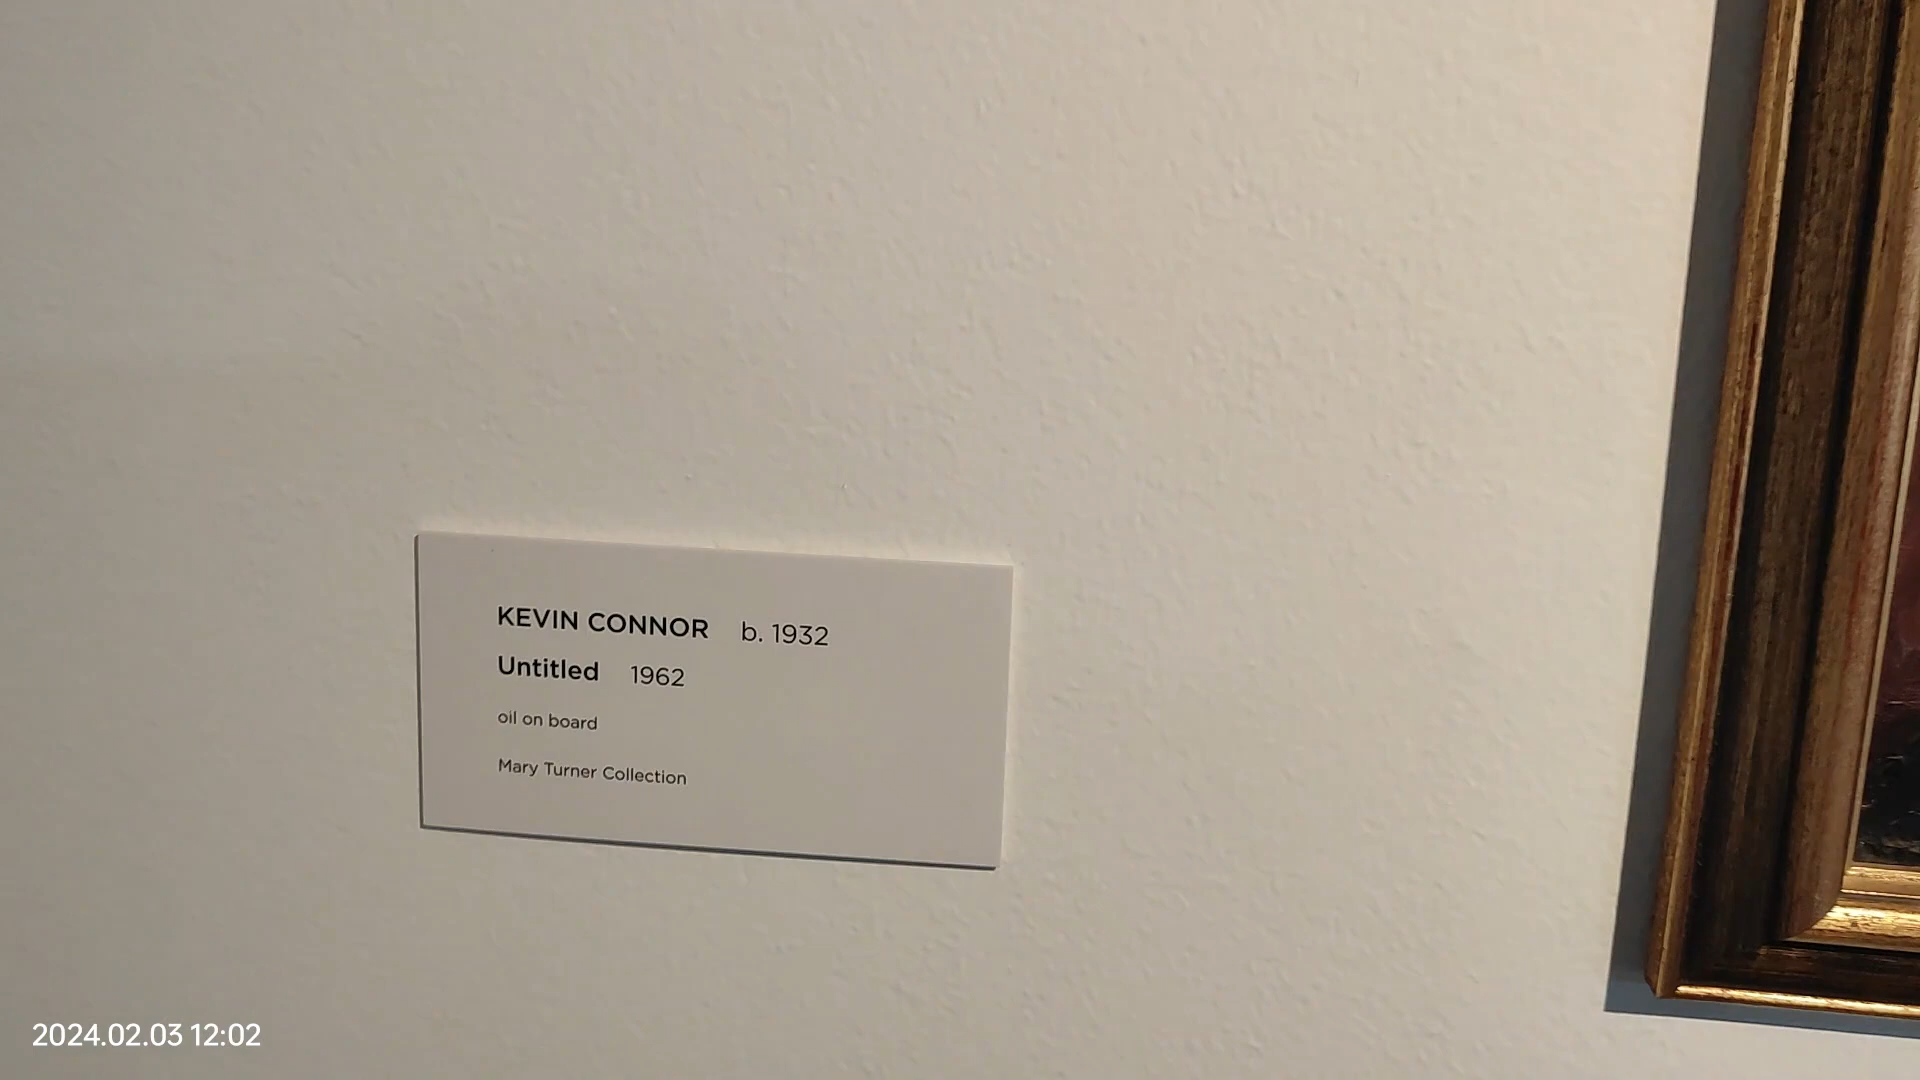 KEVIN CONNOR b. 1932
Untitled 1962
oil on board
Mary Turner Collection
2024.02.03 12:02